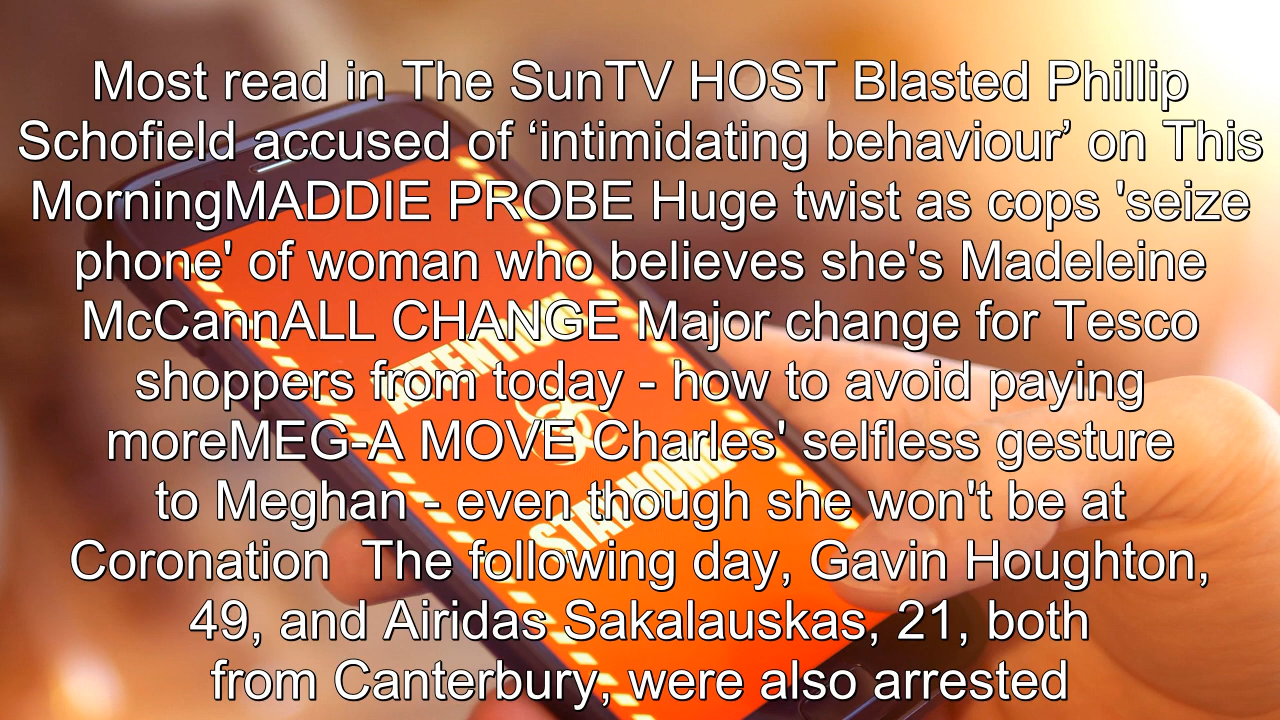 Most read in The SunTV HOST Blasted Phillip
Schofield accused of ‘intimidating behaviour’ on This
MorningMADDIE PROBE Huge twist as cops 'seize
phone' of woman who believes she's Madeleine
McCannALL CHANGE Major change for Tesco
shoppers from today - how to avoid paying
moreMEG-A MOVE Charles' selfless gesture
to Meghan - even though she won't be at
Coronation  The following day, Gavin Houghton,
49, and Airidas Sakalauskas, 21, both
from Canterbury, were also arrested
ATTENTION
STAY HOME